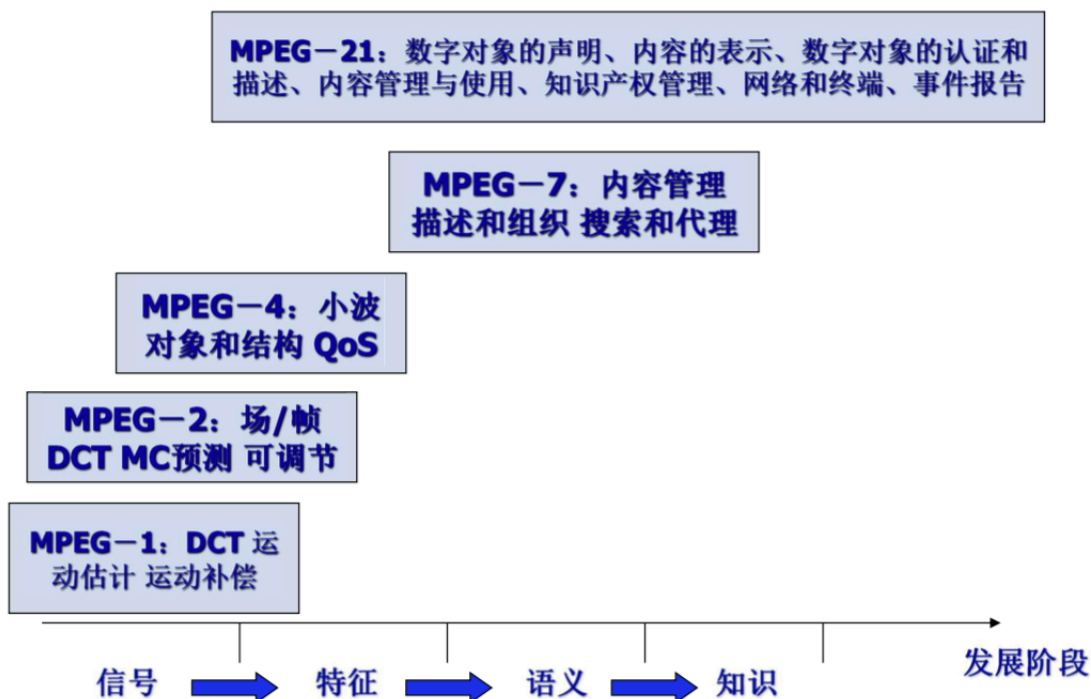 MPEG－21：数字对象的声明、内容的表示、数字对象的认证和
描述、内容管理与使用、知识产权管理、网络和终端、事件报告
MPEG－7：内容管理
描述和组织 搜索和代理
MPEG－4：小波
对象和结构 QoS
MPEG－2：场/帧
DCT MC预测 可调节
MPEG－1：DCT 运
动估计 运动补偿
发展阶段
信号 特征 语义 知识